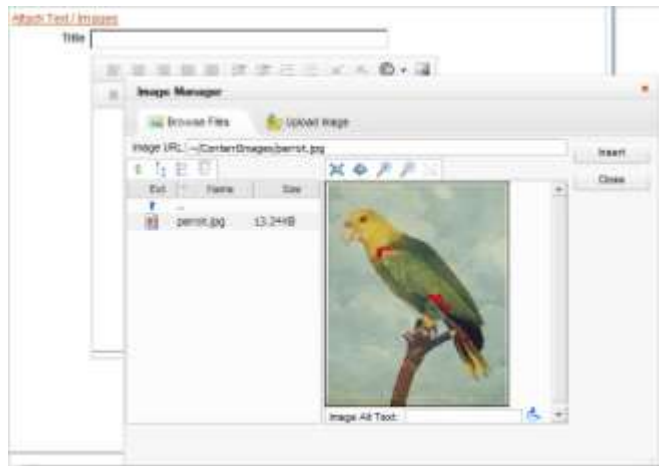 Attach Text / Images
Title
Image Manager
Browse Files
Upload Image
Image URL: ~/ContentImages/parrot.jpg
Insert
Close
Ext Name Size
..
parrot.jpg 13.24KB
Image Alt Text: